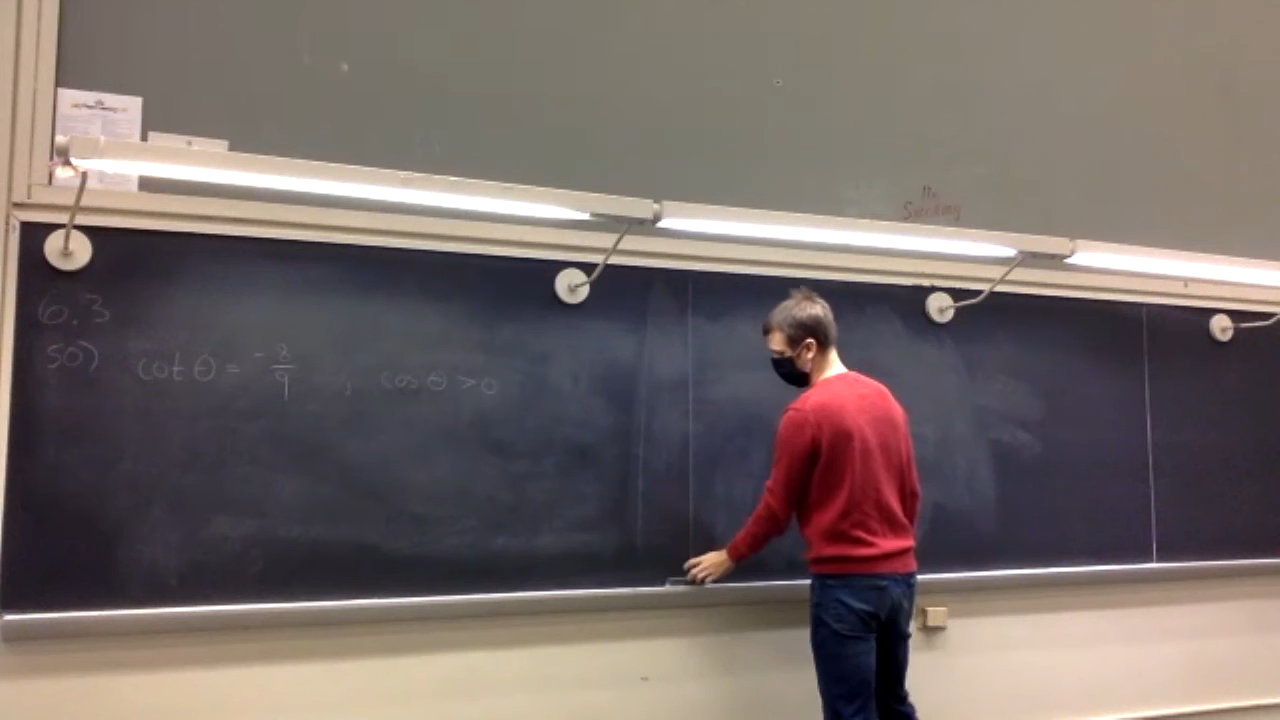 No
Smoking
6.3
50) cot θ = -8/9 , cos θ > 0